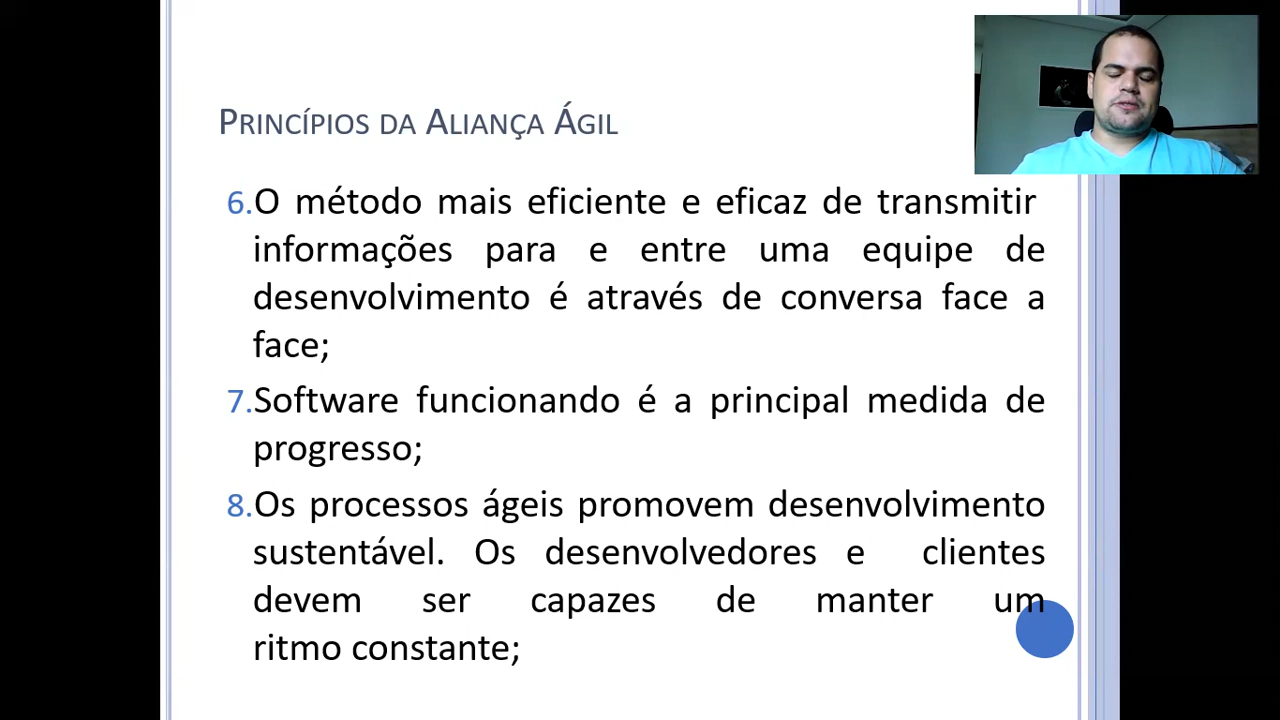 PRINCÍPIOS DA ALIANÇA ÁGIL
6.O método mais eficiente e eficaz de transmitir
informações para e entre uma equipe de
desenvolvimento é através de conversa face a
face;
7.Software funcionando é a principal medida de
progresso;
8.Os processos ágeis promovem desenvolvimento
sustentável. Os desenvolvedores e clientes
devem ser capazes de manter um
ritmo constante;